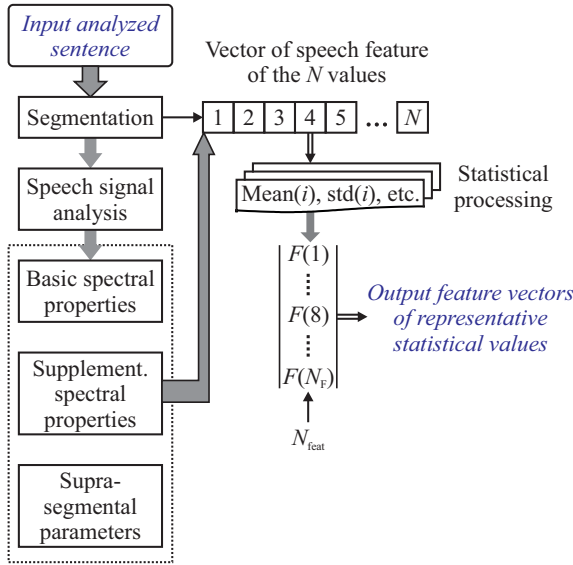 Input analyzed
sentence
Segmentation
Speech signal
analysis
Basic spectral
properties
Supplement.
spectral
properties
Supra-
segmental
parameters
Vector of speech feature
of the N values
1 2 3 4 5 ... N
Mean(i), std(i), etc.
Statistical
processing
F(1)
F(8)
F(N_F)
N_feat
Output feature vectors
of representative
statistical values